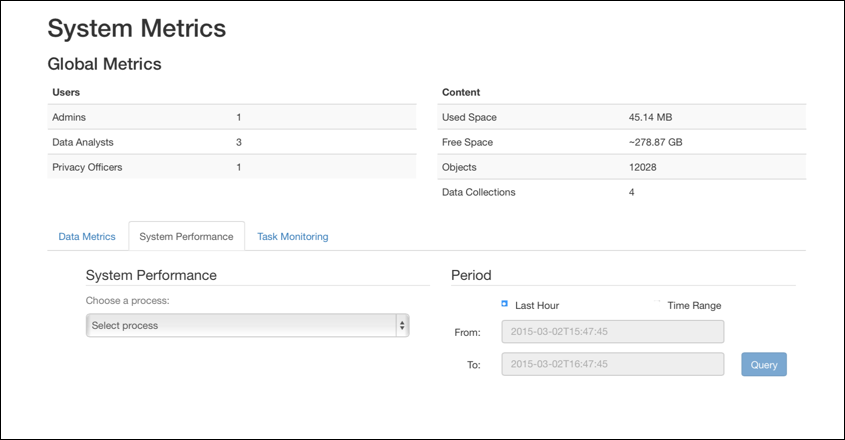 System Metrics
Global Metrics
Users
Admins 1
Data Analysts 3
Privacy Officers 1
Content
Used Space 45.14 MB
Free Space ~278.87 GB
Objects 12028
Data Collections 4
Data Metrics System Performance Task Monitoring
System Performance
Choose a process:
Select process
Period
Last Hour Time Range
From: 2015-03-02T15:47:45
To: 2015-03-02T16:47:45 Query